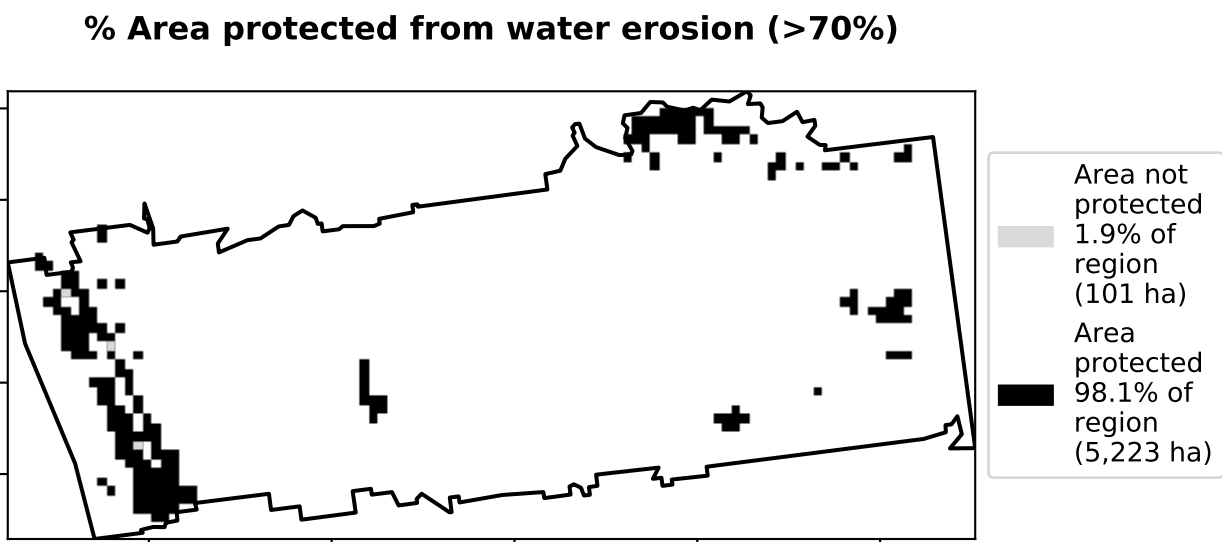 % Area protected from water erosion (>70%)
Area not
protected
1.9% of
region
(101 ha)
Area
protected
98.1% of
region
(5,223 ha)